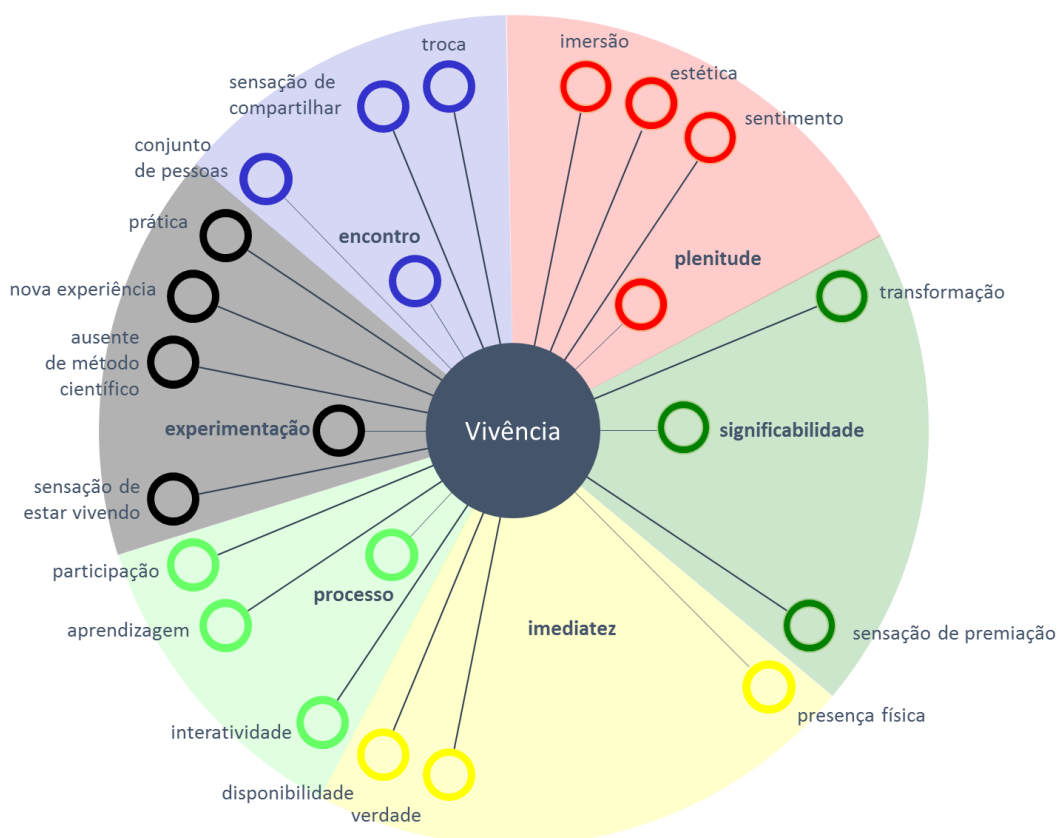 troca
sensação de
compartilhar
conjunto
de pessoas
encontro
imersão
estética
sentimento
plenitude
transformação
significabilidade
sensação de premiação
presença física
imediatez
verdade
disponibilidade
interatividade
processo
aprendizagem
participação
sensação de
estar vivendo
experimentação
ausente
de método
científico
nova experiência
prática
Vivência